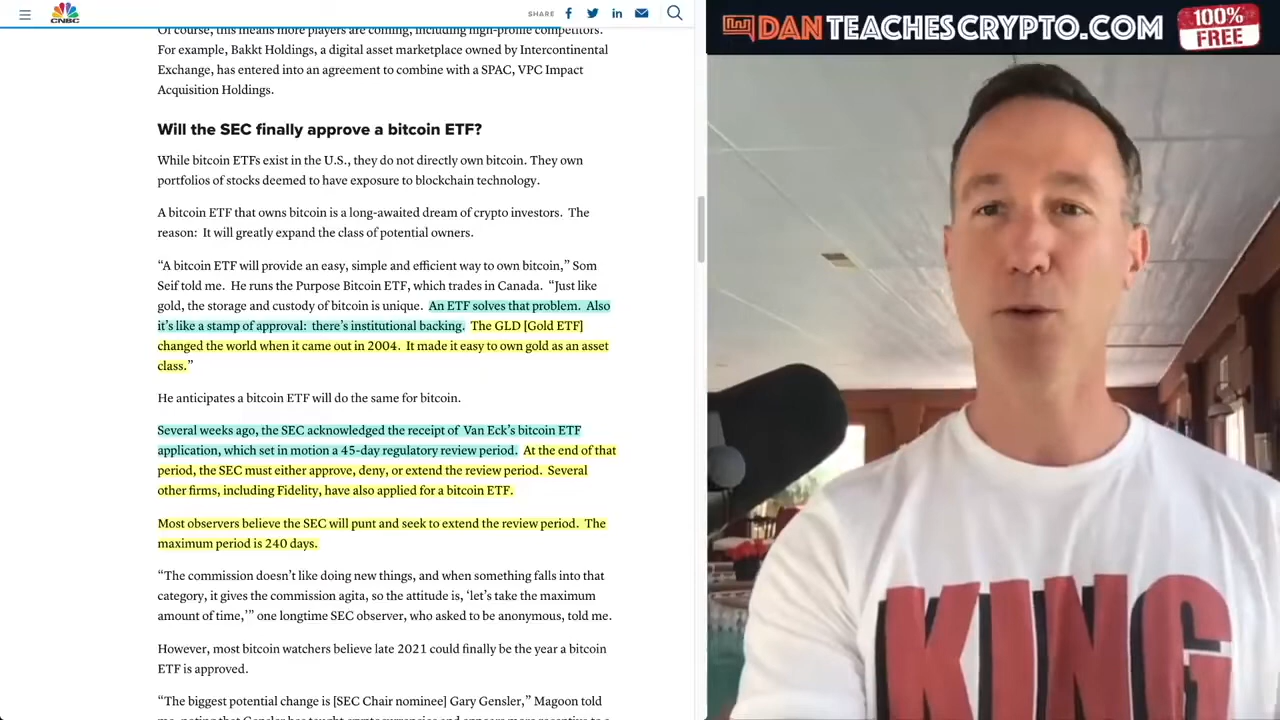 CNBC
SHARE
Of course, this means more players are coming, including high-profile competitors.
For example, Bakkt Holdings, a digital asset marketplace owned by Intercontinental
Exchange, has entered into an agreement to combine with a SPAC, VPC Impact
Acquisition Holdings.
Will the SEC finally approve a bitcoin ETF?
While bitcoin ETFs exist in the U.S., they do not directly own bitcoin. They own
portfolios of stocks deemed to have exposure to blockchain technology.
A bitcoin ETF that owns bitcoin is a long-awaited dream of crypto investors. The
reason: It will greatly expand the class of potential owners.
“A bitcoin ETF will provide an easy, simple and efficient way to own bitcoin,” Som
Seif told me. He runs the Purpose Bitcoin ETF, which trades in Canada. “Just like
gold, the storage and custody of bitcoin is unique. An ETF solves that problem. Also
it’s like a stamp of approval: there’s institutional backing. The GLD [Gold ETF]
changed the world when it came out in 2004. It made it easy to own gold as an asset
class.”
He anticipates a bitcoin ETF will do the same for bitcoin.
Several weeks ago, the SEC acknowledged the receipt of Van Eck’s bitcoin ETF
application, which set in motion a 45-day regulatory review period. At the end of that
period, the SEC must either approve, deny, or extend the review period. Several
other firms, including Fidelity, have also applied for a bitcoin ETF.
Most observers believe the SEC will punt and seek to extend the review period. The
maximum period is 240 days.
“The commission doesn’t like doing new things, and when something falls into that
category, it gives the commission agita, so the attitude is, ‘let’s take the maximum
amount of time,’” one longtime SEC observer, who asked to be anonymous, told me.
However, most bitcoin watchers believe late 2021 could finally be the year a bitcoin
ETF is approved.
“The biggest potential change is [SEC Chair nominee] Gary Gensler,” Magoon told
DANTEACHESCRYPTO.COM
100%
FREE
KING